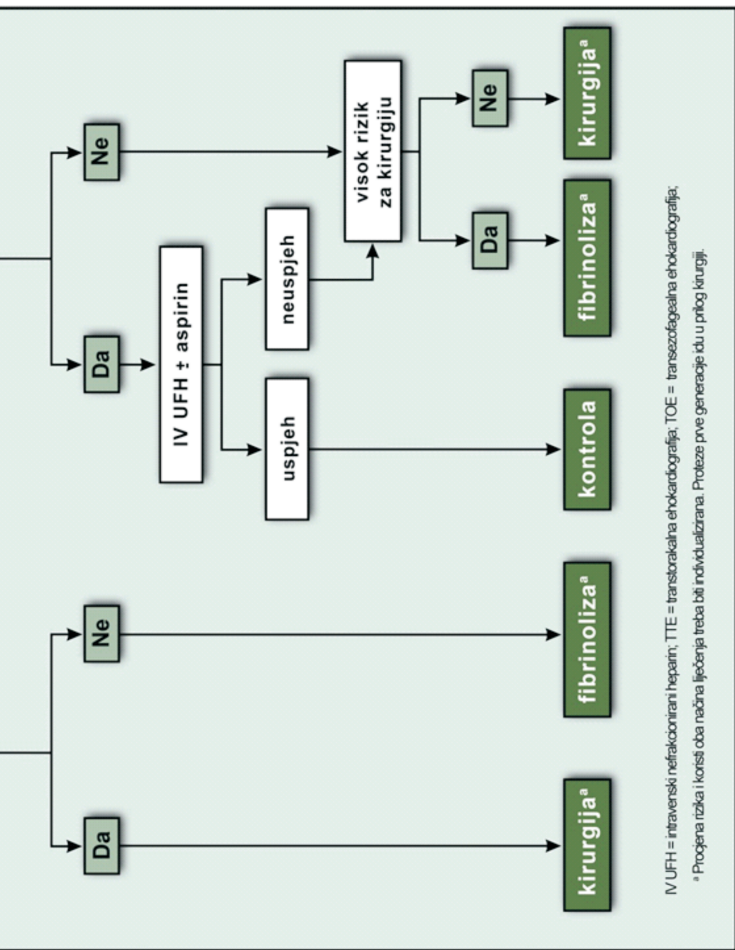 Da
Ne
Da
Ne
IV UFH ± aspirin
uspjeh
neuspjeh
visok rizik
za kirurgiju
Da
Ne
kirurgijaᵃ
fibrinolizaᵃ
kontrola
fibrinolizaᵃ
kirurgijaᵃ
IV UFH = intravenski nefrakcionirani heparin; TTE = transtorakalna ehokardiografija; TOE = transezofagealna ehokardiografija;
ᵃ Procjena rizika i koristi oba načina liječenja treba biti individualizirana. Proteze prve generacije idu u prilog kirurgiji.